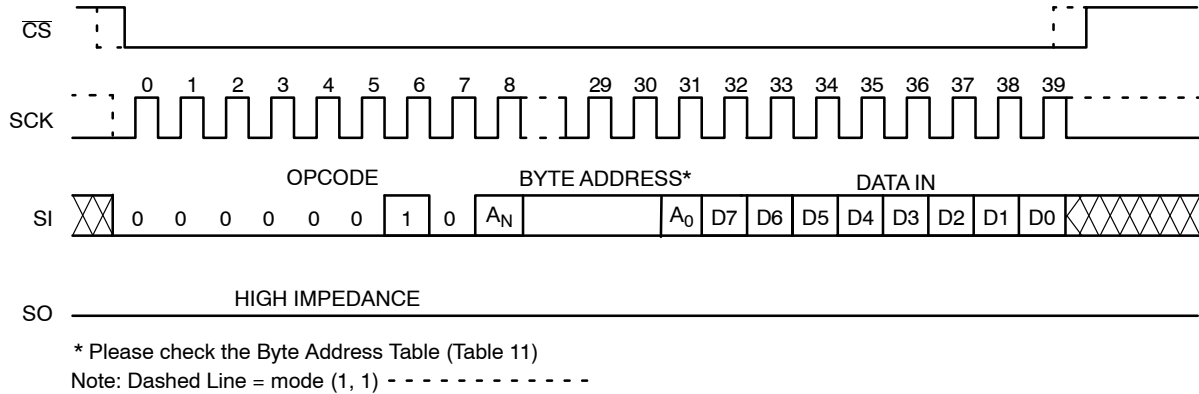 CS
0 1 2 3 4 5 6 7 8 29 30 31 32 33 34 35 36 37 38 39
SCK
OPCODE BYTE ADDRESS* DATA IN
SI 0 0 0 0 0 0 1 0 AN A0 D7 D6 D5 D4 D3 D2 D1 D0
HIGH IMPEDANCE
SO
* Please check the Byte Address Table (Table 11)
Note: Dashed Line = mode (1, 1)